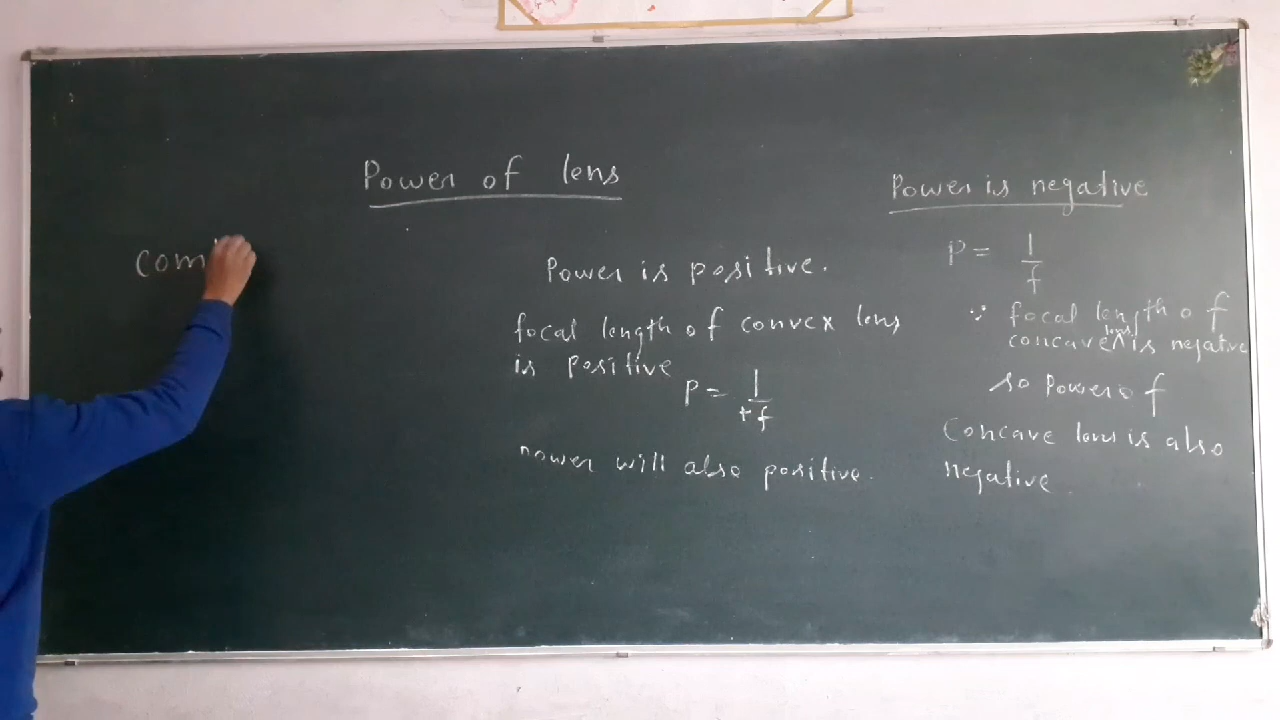 Power of lens
com
Power is positive.
focal length of convex lens
is positive
P = 1/+f
power will also positive.
Power is negative
P = 1/f
∵ focal length of
concave lens is negative
so Power of
Concave lens is also
negative.